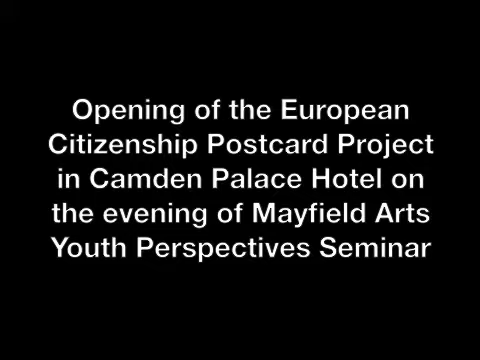 Opening of the European
Citizenship Postcard Project
in Camden Palace Hotel on
the evening of Mayfield Arts
Youth Perspectives Seminar